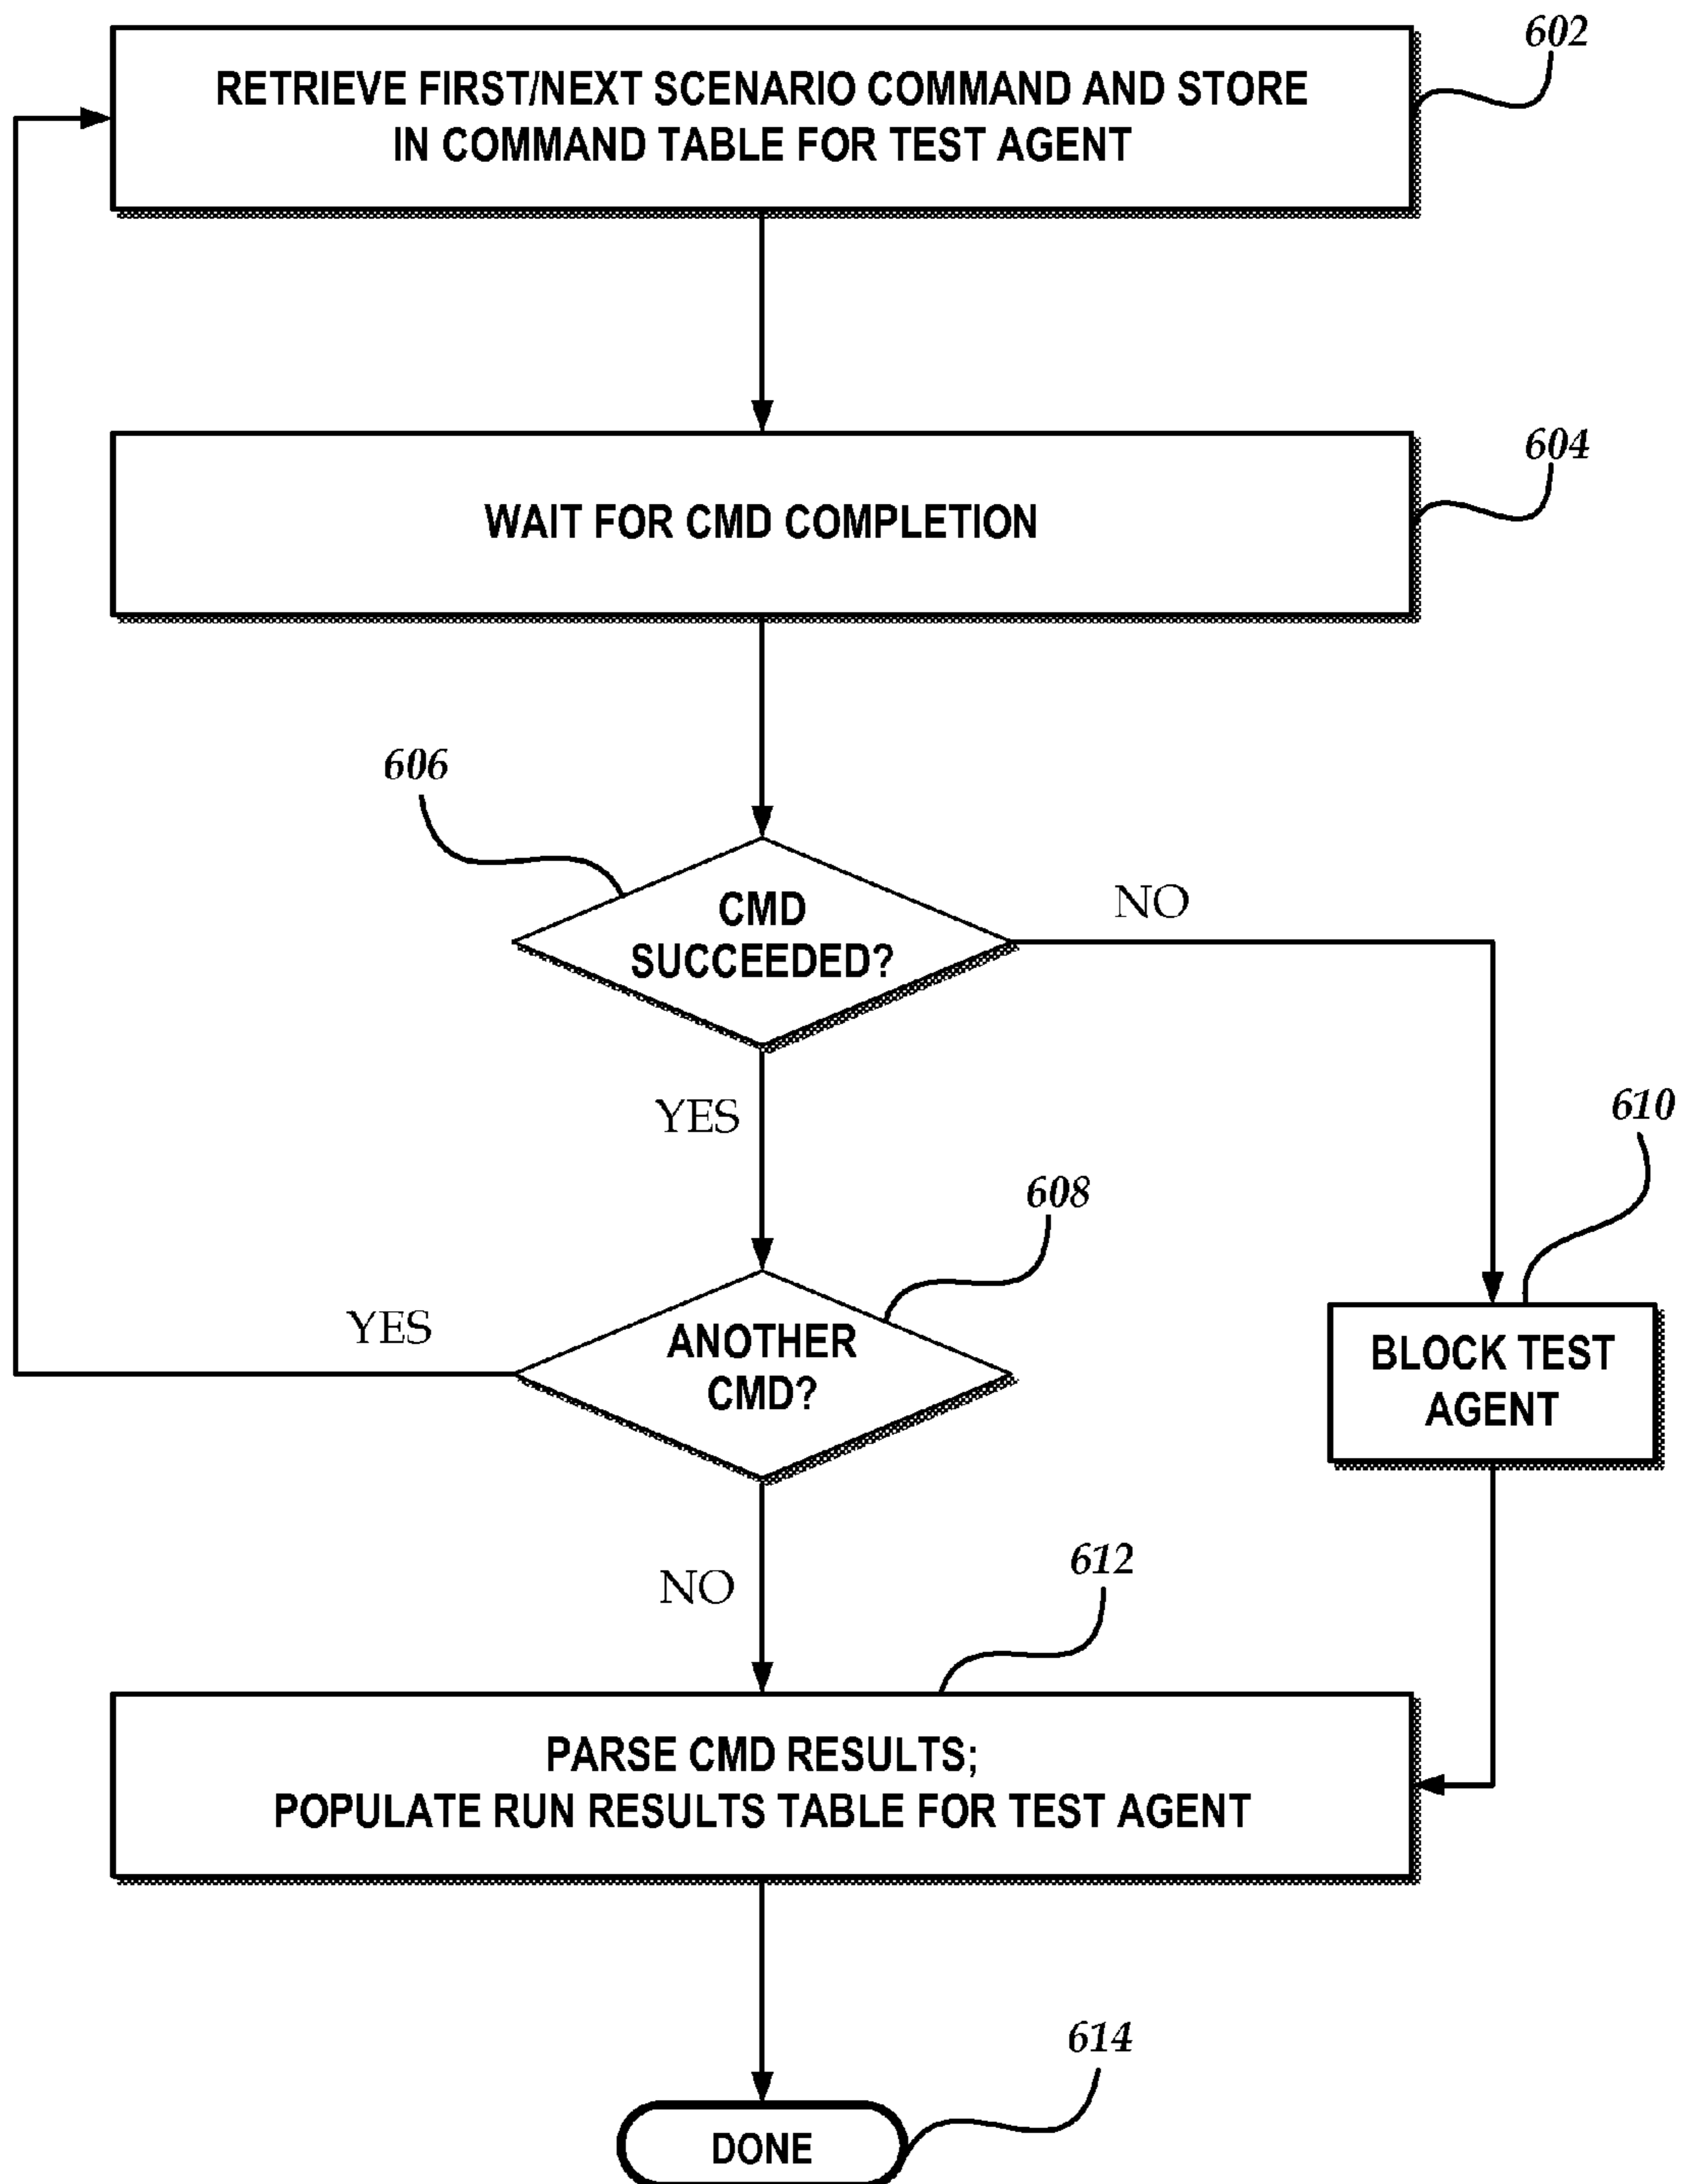 602
RETRIEVE FIRST/NEXT SCENARIO COMMAND AND STORE
IN COMMAND TABLE FOR TEST AGENT
604
WAIT FOR CMD COMPLETION
606
CMD
SUCCEEDED?
NO
YES
610
608
YES
ANOTHER
CMD?
BLOCK TEST
AGENT
NO
612
PARSE CMD RESULTS;
POPULATE RUN RESULTS TABLE FOR TEST AGENT
614
DONE